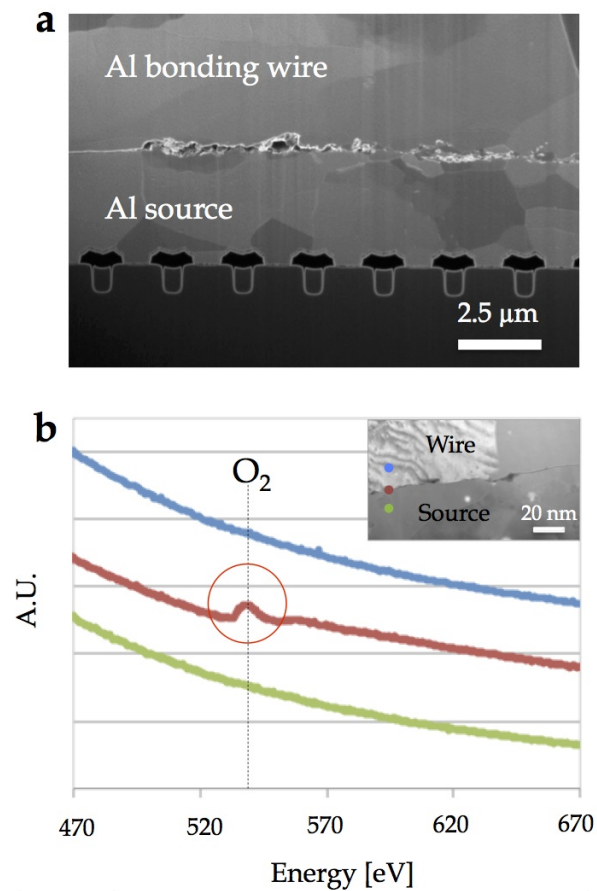 a
Al bonding wire
Al source
2.5 µm
b
O₂
Wire
Source
20 nm
A.U.
470 520 570 620 670
Energy [eV]